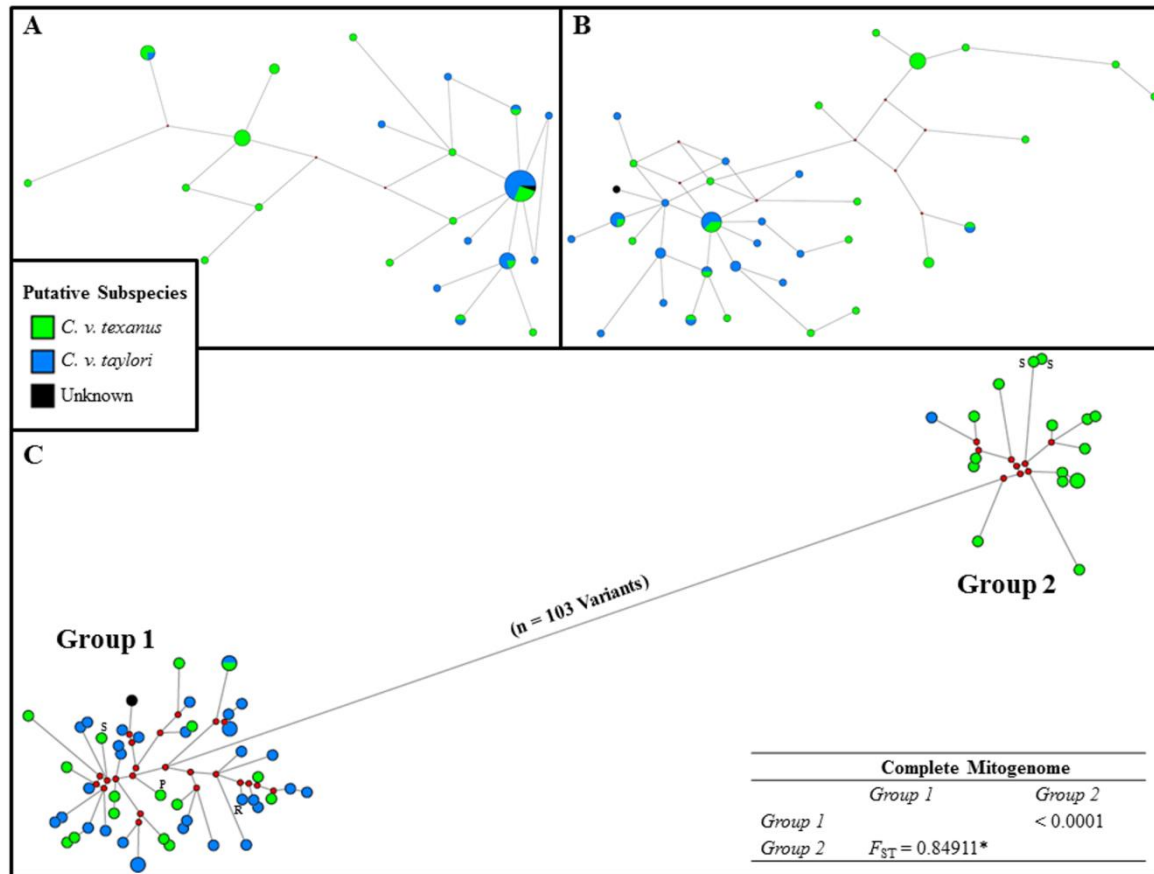 A
B
Putative Subspecies
C. v. texanus
C. v. taylori
Unknown
C
S
S
(n = 103 Variants)
Group 2
Group 1
S
P
R
Complete Mitogenome
Group 1 Group 2
Group 1 < 0.0001
Group 2 FST = 0.84911*